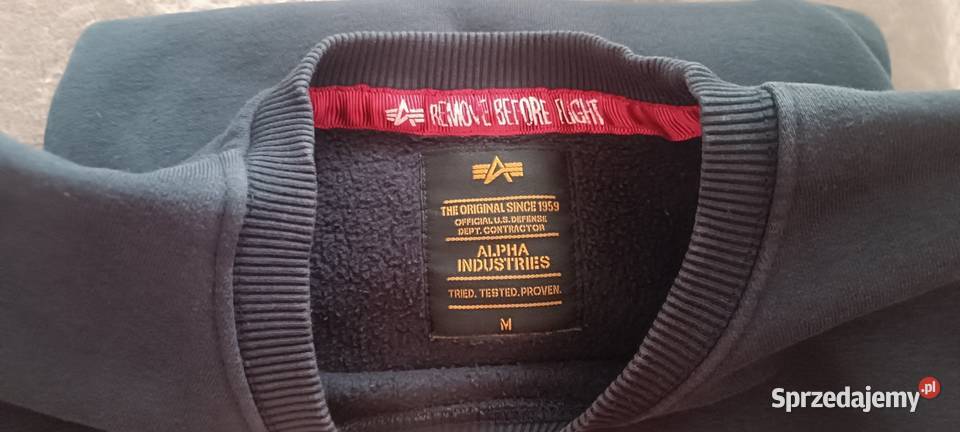 REMOVE BEFORE FLIGHT
THE ORIGINAL SINCE 1959
OFFICIAL U.S. DEFENSE
DEPT. CONTRACTOR
ALPHA
INDUSTRIES
TRIED. TESTED. PROVEN.
M
Sprzedajemy.pl